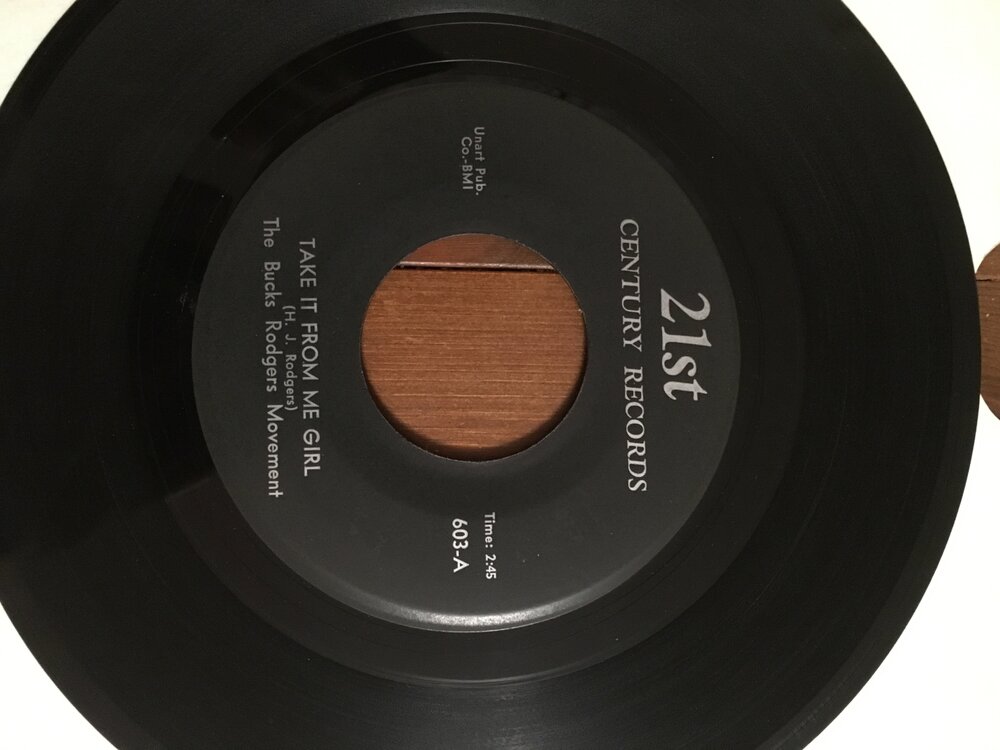 21st
CENTURY RECORDS
Unart Pub.
Co.-BMI
Time: 2:45
603-A
TAKE IT FROM ME GIRL
(H. J. Rodgers)
The Bucks Rodgers Movement